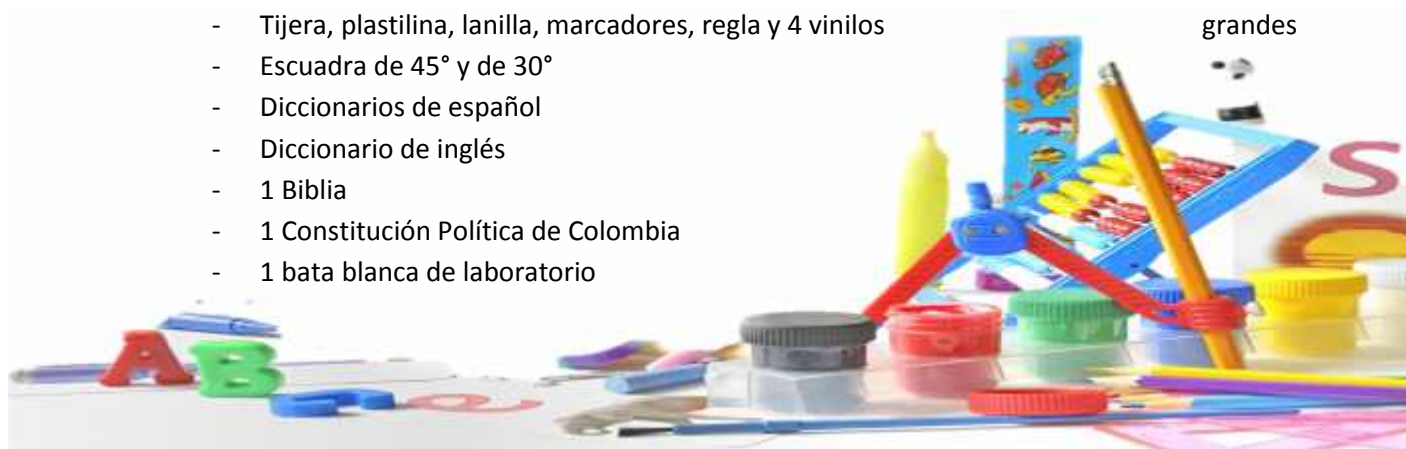 - Tijera, plastilina, lanilla, marcadores, regla y 4 vinilos grandes
- Escuadra de 45° y de 30°
- Diccionarios de español
- Diccionario de inglés
- 1 Biblia
- 1 Constitución Política de Colombia
- 1 bata blanca de laboratorio
A B
S